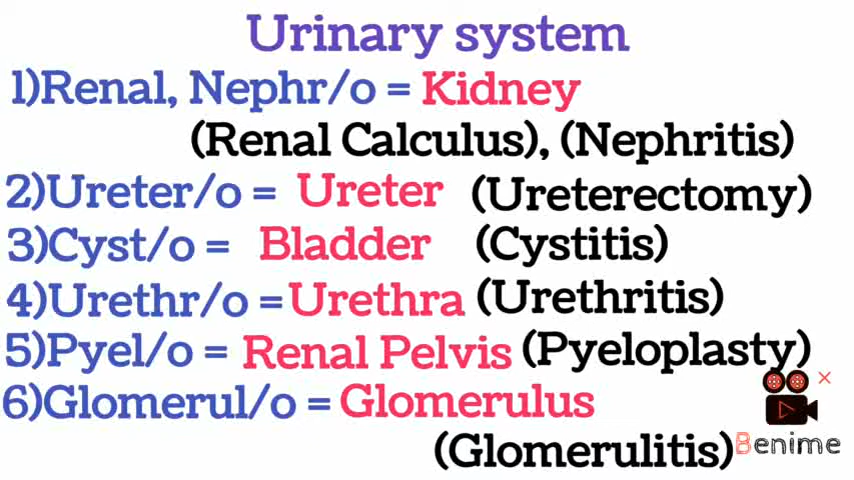 Urinary system
1)Renal, Nephr/o = Kidney
(Renal Calculus), (Nephritis)
2)Ureter/o = Ureter (Ureterectomy)
3)Cyst/o = Bladder (Cystitis)
4)Urethr/o = Urethra (Urethritis)
5)Pyel/o = Renal Pelvis (Pyeloplasty)
6)Glomerul/o = Glomerulus
(Glomerulitis)
Benime